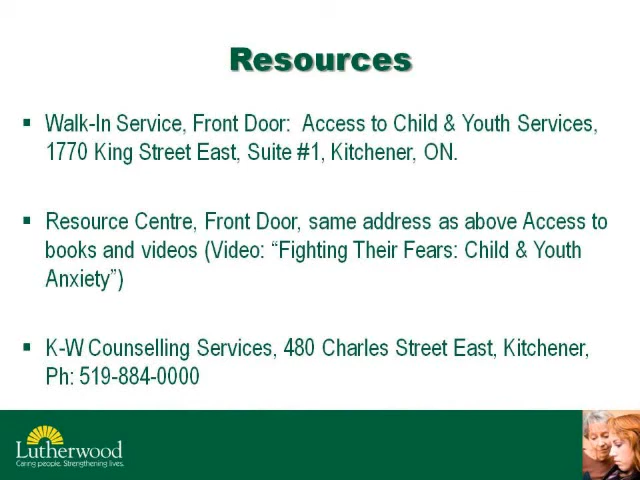 Resources
▪ Walk-In Service, Front Door:  Access to Child & Youth Services,
1770 King Street East, Suite #1, Kitchener, ON.
▪ Resource Centre, Front Door, same address as above Access to
books and videos (Video: “Fighting Their Fears: Child & Youth
Anxiety”)
▪ K-W Counselling Services, 480 Charles Street East, Kitchener,
Ph: 519-884-0000
Lutherwood
Caring people. Strengthening lives.